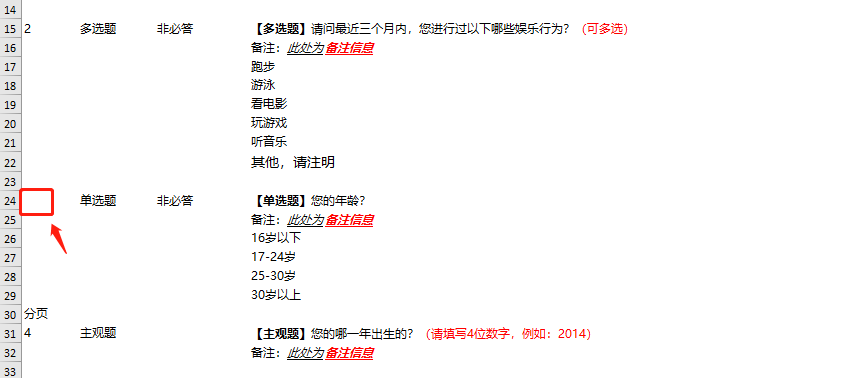 14
15 2 多选题 非必答 【多选题】请问最近三个月内，您进行过以下哪些娱乐行为？（可多选）
16 备注：此处为备注信息
17 跑步
18 游泳
19 看电影
20 玩游戏
21 听音乐
22 其他，请注明
23
24 单选题 非必答 【单选题】您的年龄？
25 备注：此处为备注信息
26 16岁以下
27 17-24岁
28 25-30岁
29 30岁以上
30 分页
31 4 主观题 【主观题】您的哪一年出生的？（请填写4位数字，例如：2014）
32 备注：此处为备注信息
33